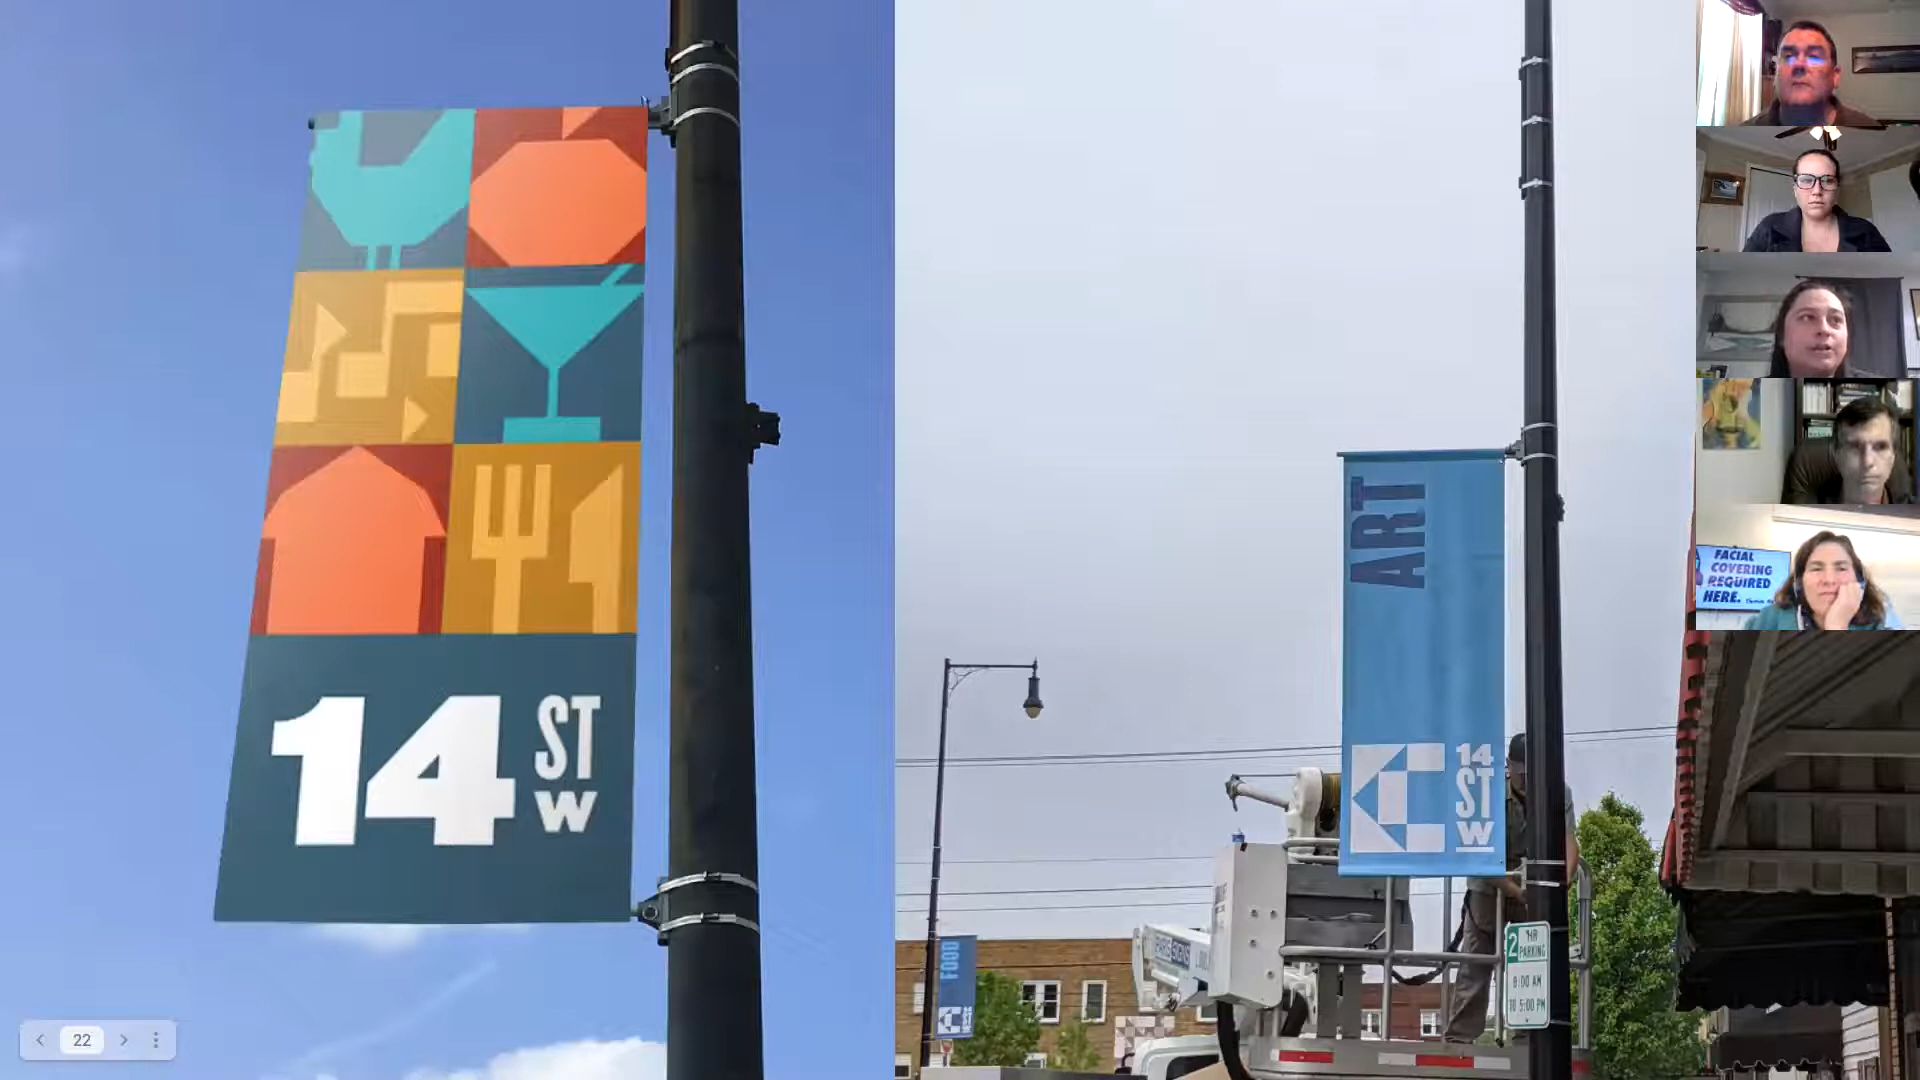 14 ST
W
ART
14
ST
W
FOOD
2 HR
PARKING
8:00 AM
TO 5:00 PM
22
FACIAL
COVERING
REQUIRED
HERE.